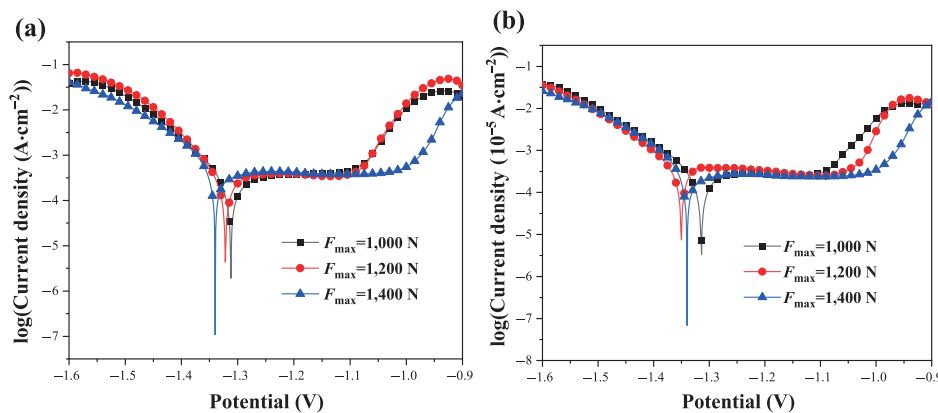 (a)
log(Current density (A·cm⁻²))
−1
−2
−3
−4
−5
−6
−7
F_max=1,000 N
F_max=1,200 N
F_max=1,400 N
−1.6
−1.5
−1.4
−1.3
−1.2
−1.1
−1.0
−0.9
Potential (V)
(b)
log(Current density (10⁻⁵ A·cm⁻²))
−1
−2
−3
−4
−5
−6
−7
−8
F_max=1,000 N
F_max=1,200 N
F_max=1,400 N
−1.6
−1.5
−1.4
−1.3
−1.2
−1.1
−1.0
−0.9
Potential (V)